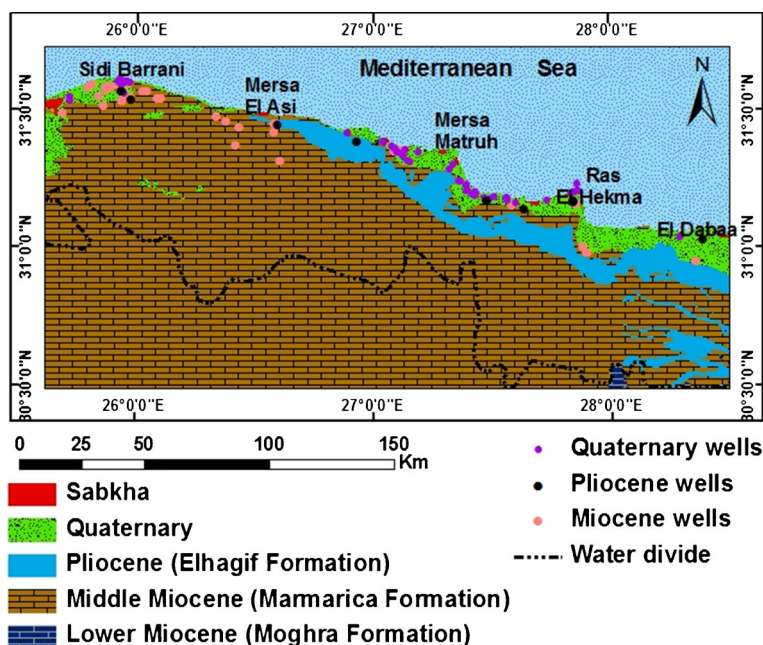 26°0'0"E 27°0'0"E 28°0'0"E
Sidi Barrani
Mediterranean Sea
N
Mersa
El Asi
31°30'0"N 31°30'0"N
Mersa
Matruh
Ras
El Hekma
El Dabaa
31°0'0"N 31°0'0"N
30°30'0"N 30°30'0"N
26°0'0"E 27°0'0"E 28°0'0"E
0 25 50 100 150
Km
Sabkha
Quaternary
Pliocene (Elhagif Formation)
Middle Miocene (Marmarica Formation)
Lower Miocene (Moghra Formation)
Quaternary wells
Pliocene wells
Miocene wells
Water divide